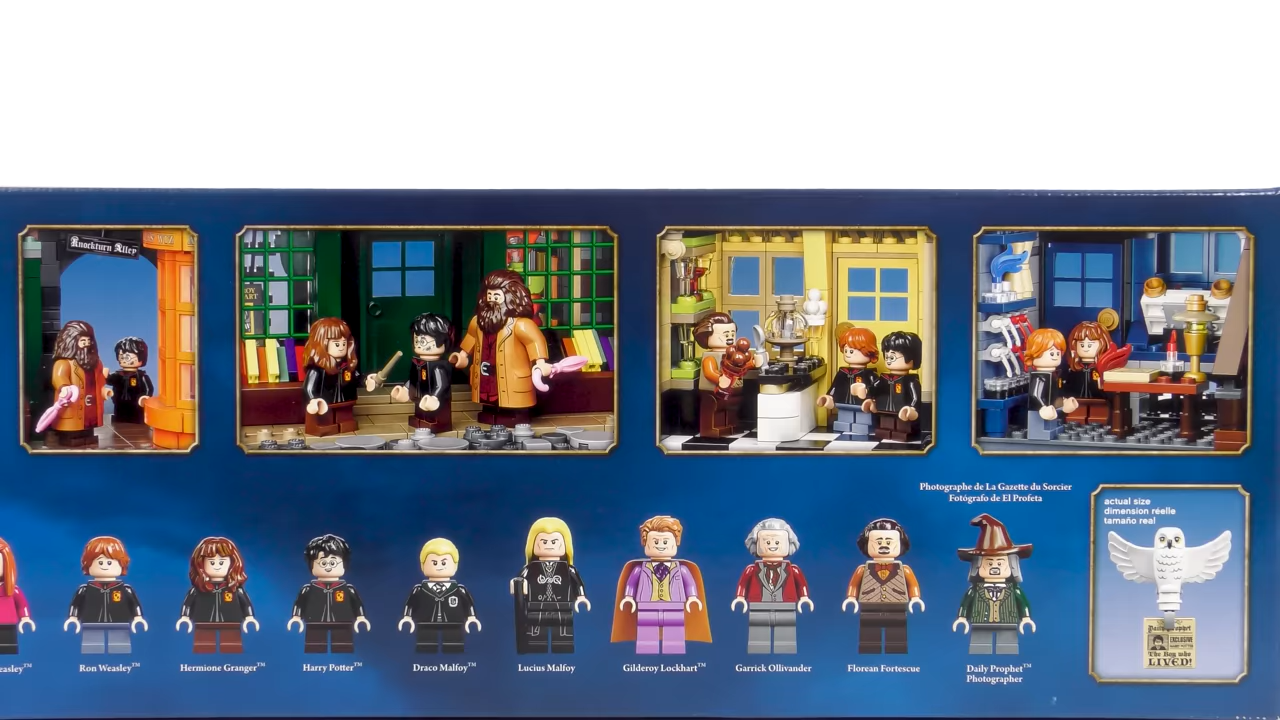 Knockturn Alley
Photographe de La Gazette du Sorcier
Fotógrafo de El Profeta
actual size
dimension réelle
tamaño real
Daily Prophet
EXCLUSIVE
The Boy who
LIVED!
easley™
Ron Weasley™
Hermione Granger™
Harry Potter™
Draco Malfoy™
Lucius Malfoy
Gilderoy Lockhart™
Garrick Ollivander
Florean Fortescue
Daily Prophet™
Photographer